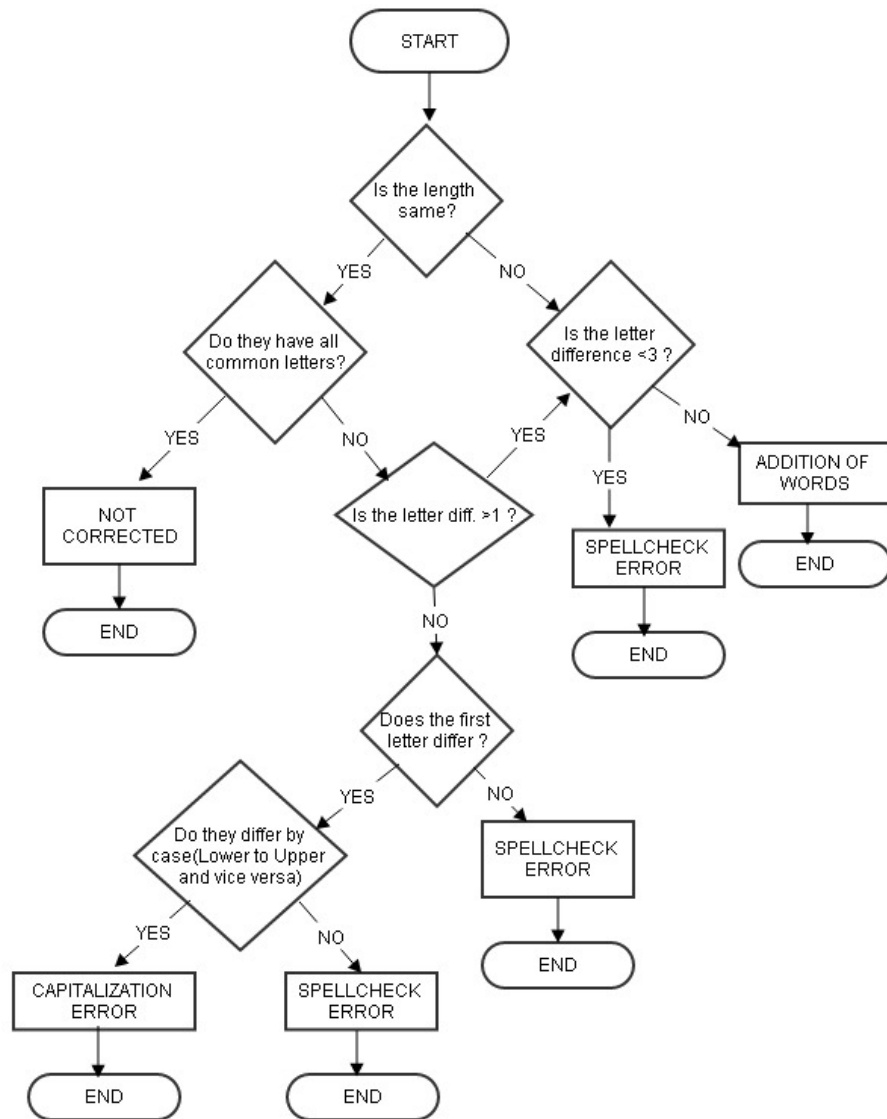 START
Is the length
same?
YES
NO
Do they have all
common letters?
Is the letter
difference <3 ?
YES
NO
YES
NO
YES
NOT
CORRECTED
Is the letter diff. >1 ?
ADDITION OF
WORDS
SPELLCHECK
ERROR
END
END
NO
END
Does the first
letter differ ?
YES
NO
Do they differ by
case(Lower to Upper
and vice versa)
SPELLCHECK
ERROR
YES
NO
END
CAPITALIZATION
ERROR
SPELLCHECK
ERROR
END
END